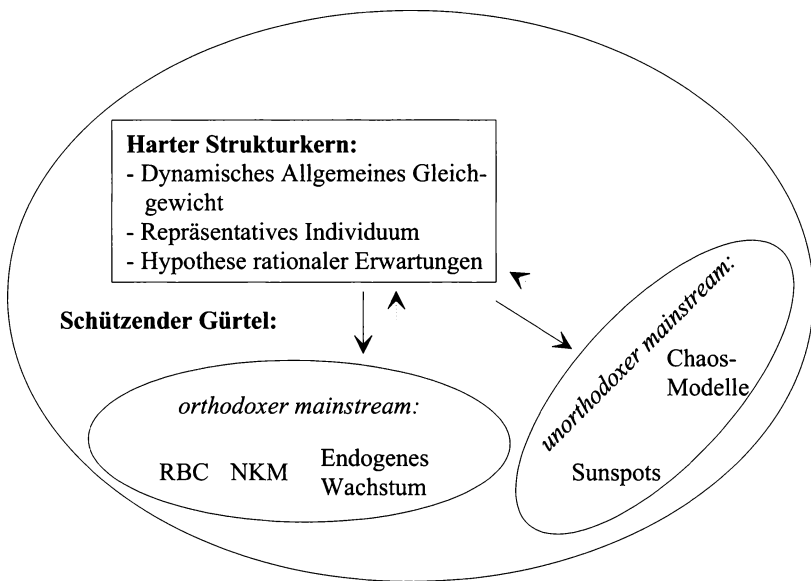 Harter Strukturkern:
- Dynamisches Allgemeines Gleich-
gewicht
- Repräsentatives Individuum
- Hypothese rationaler Erwartungen
Schützender Gürtel:
orthodoxer mainstream:
RBC NKM Endogenes
Wachstum
unorthodoxer mainstream:
Chaos-
Modelle
Sunspots